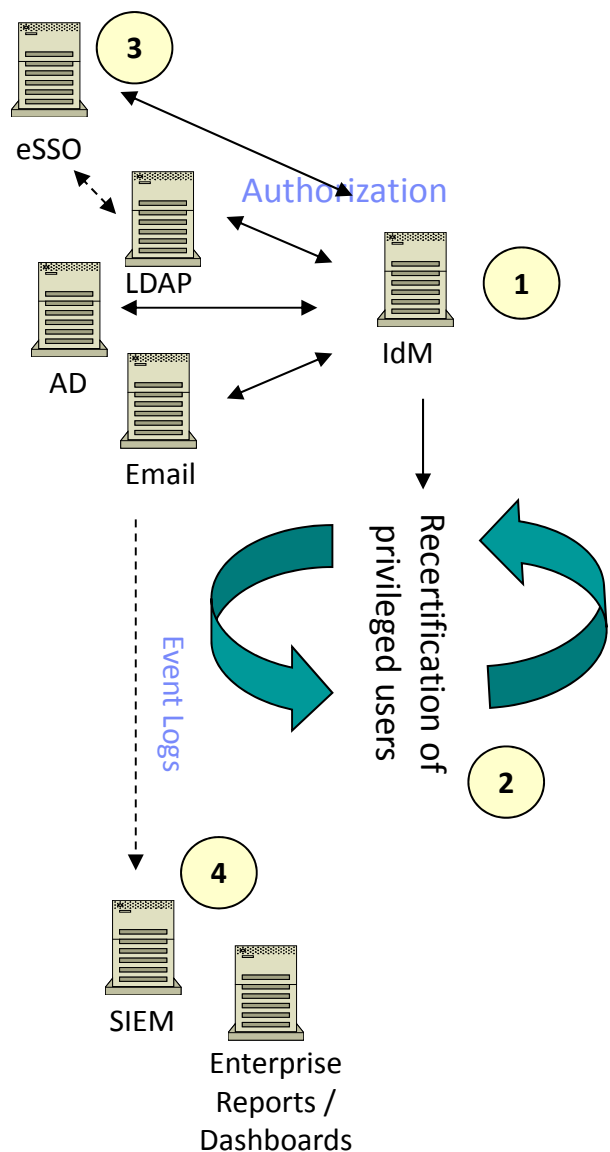 3
eSSO
Authorization
LDAP
1
IdM
AD
Email
Recertification of
privileged users
Event Logs
2
4
SIEM
Enterprise
Reports /
Dashboards